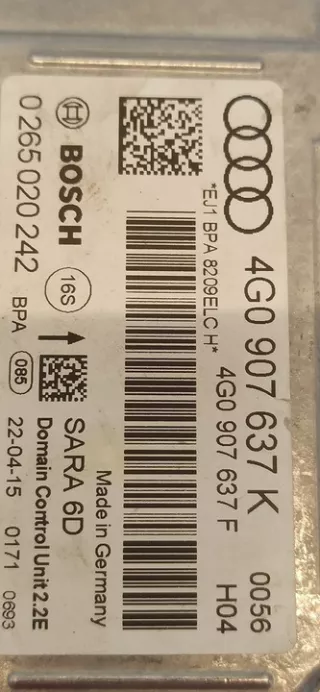 4G0 907 637 K 0056
4G0 907 637 F H04
*EJ1 BPA 8209ELC H*
Made in Germany
BOSCH 16S SARA 6D
Domain Control Unit 2.2E
0 265 020 242 BPA 085 22-04-15 0171 0693